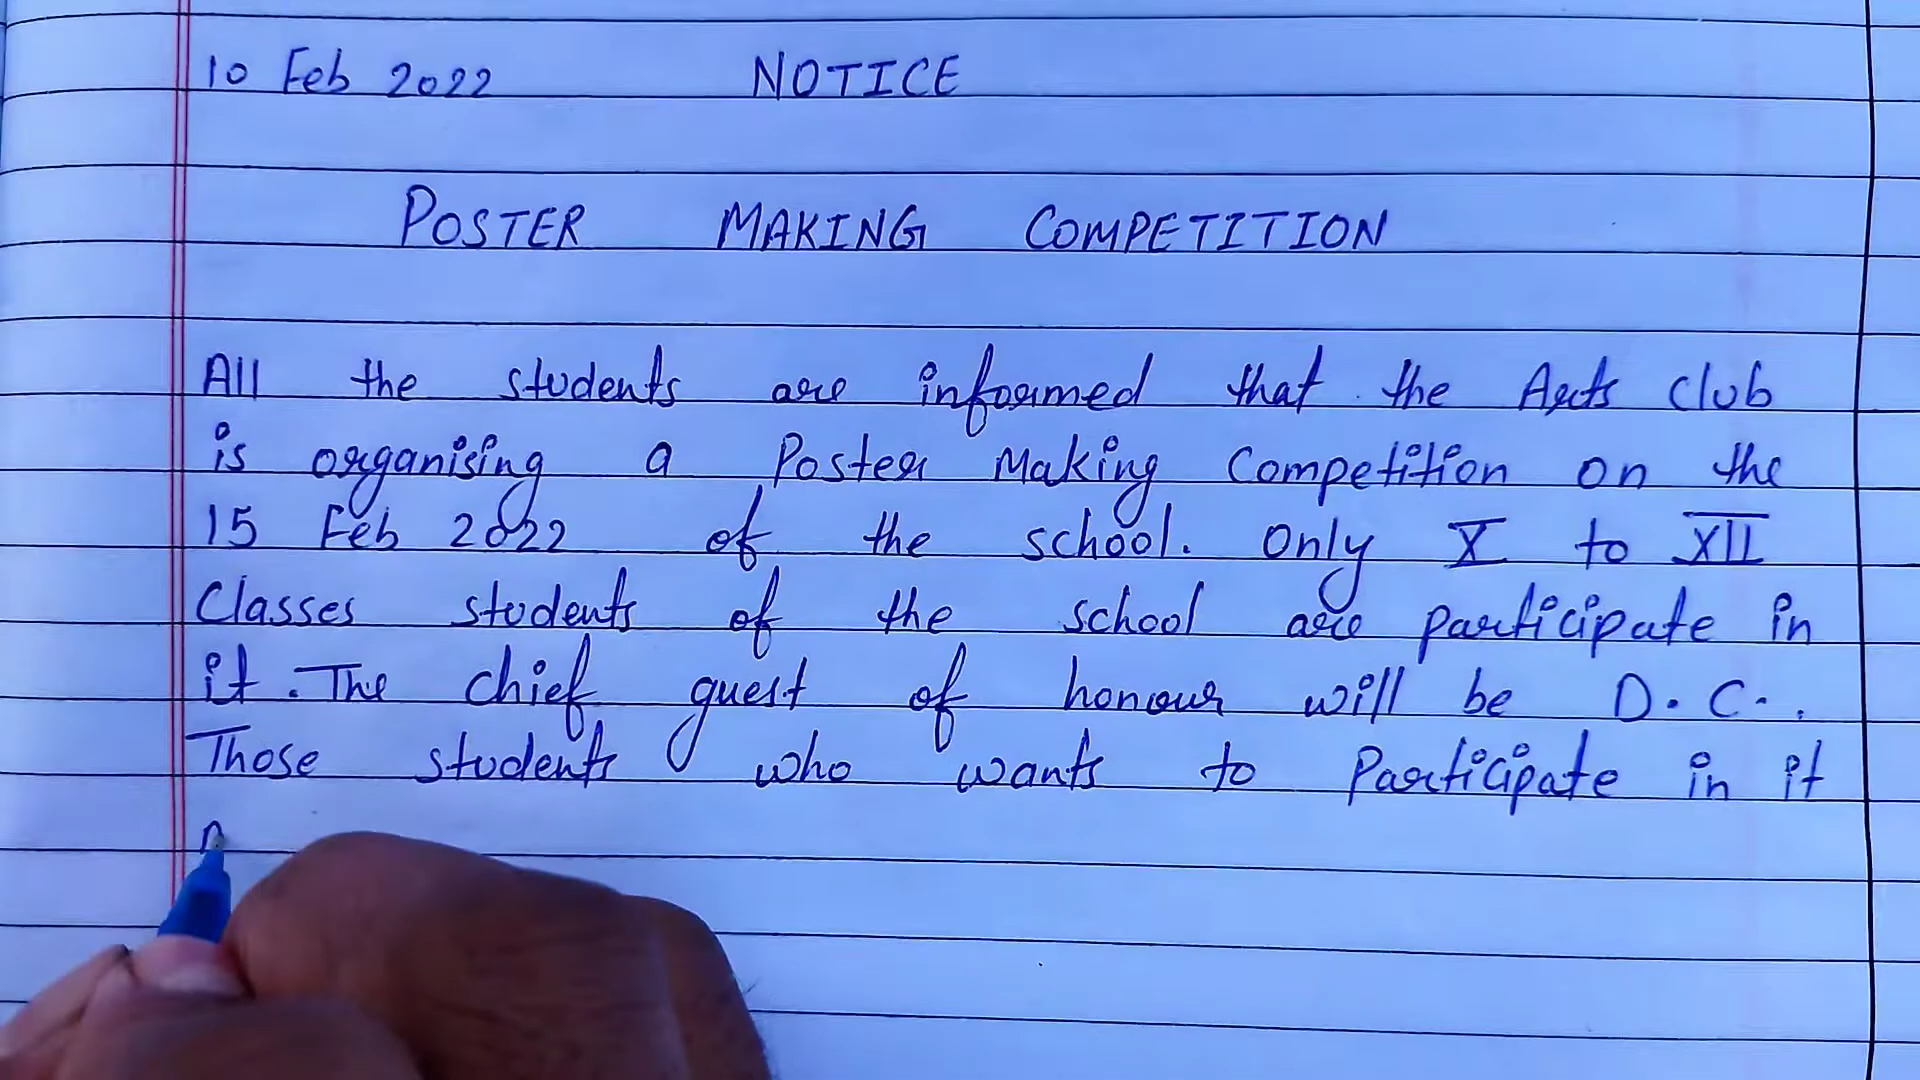 10 Feb 2022 NOTICE
POSTER MAKING COMPETITION
All the students are informed that the Arts club
is organising a Poster Making Competition on the
15 Feb 2022 of the school. Only X to XII
Classes students of the school are participate in
it. The chief guest of honour will be D.C..
Those students who wants to Participate in it